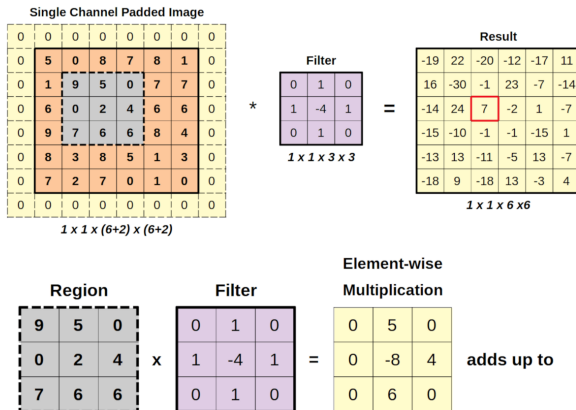 Single Channel Padded Image
0 0 0 0 0 0 0 0
0 5 0 8 7 8 1 0
0 1 9 5 0 7 7 0
0 6 0 2 4 6 6 0
0 9 7 6 6 8 4 0
0 8 3 8 5 1 3 0
0 7 2 7 0 1 0 0
0 0 0 0 0 0 0 0
1 x 1 x (6+2) x (6+2)
*
Filter
0 1 0
1 -4 1
0 1 0
1 x 1 x 3 x 3
=
Result
-19 22 -20 -12 -17 11
16 -30 -1 23 -7 -14
-14 24 7 -2 1 -7
-15 -10 -1 -1 -15 1
-13 13 -11 -5 13 -7
-18 9 -18 13 -3 4
1 x 1 x 6 x6
Region
9 5 0
0 2 4
7 6 6
x
Filter
0 1 0
1 -4 1
0 1 0
=
Element-wise
Multiplication
0 5 0
0 -8 4
0 6 0
adds up to